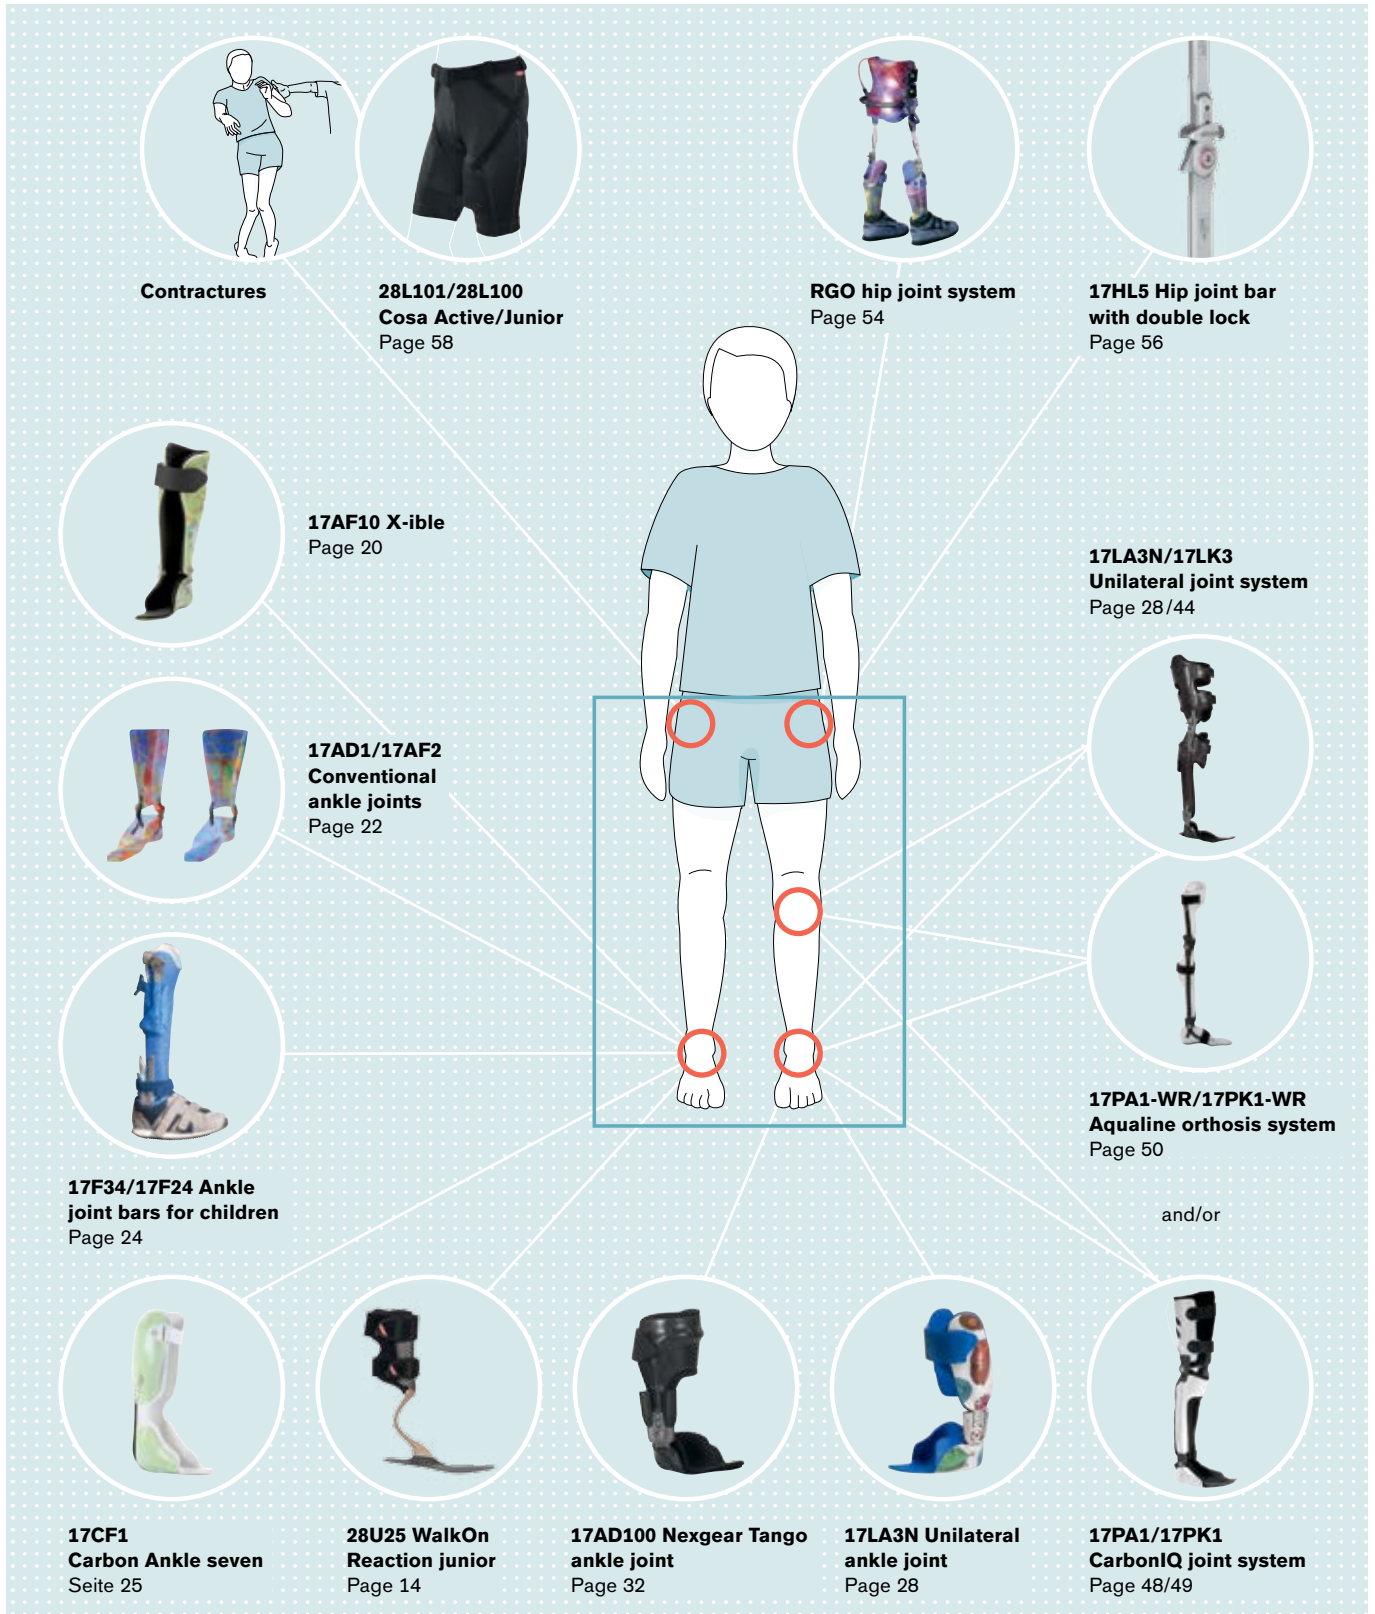 Contractures
28L101/28L100
Cosa Active/Junior
Page 58
RGO hip joint system
Page 54
17HL5 Hip joint bar
with double lock
Page 56
17AF10 X-ible
Page 20
17LA3N/17LK3
Unilateral joint system
Page 28/44
17AD1/17AF2
Conventional
ankle joints
Page 22
17PA1-WR/17PK1-WR
Aqualine orthosis system
Page 50
17F34/17F24 Ankle
joint bars for children
Page 24
and/or
17CF1
Carbon Ankle seven
Seite 25
28U25 WalkOn
Reaction junior
Page 14
17AD100 Nexgear Tango
ankle joint
Page 32
17LA3N Unilateral
ankle joint
Page 28
17PA1/17PK1
CarbonIQ joint system
Page 48/49